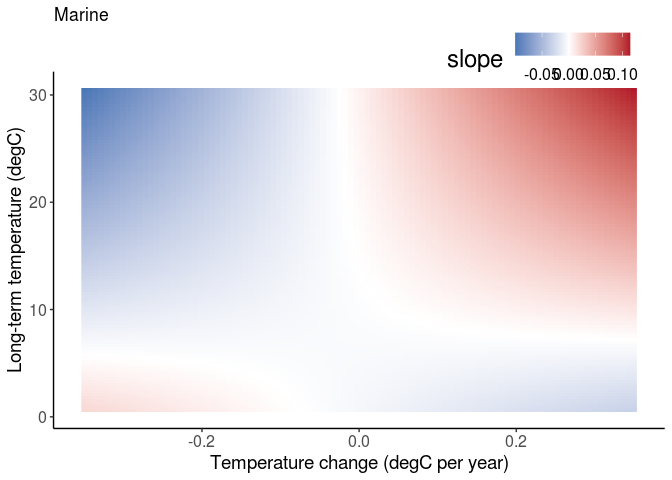 Marine
slope
-0.05 0.00 0.05 0.10
30
20
10
0
-0.2 0.0 0.2
Long-term temperature (degC)
Temperature change (degC per year)